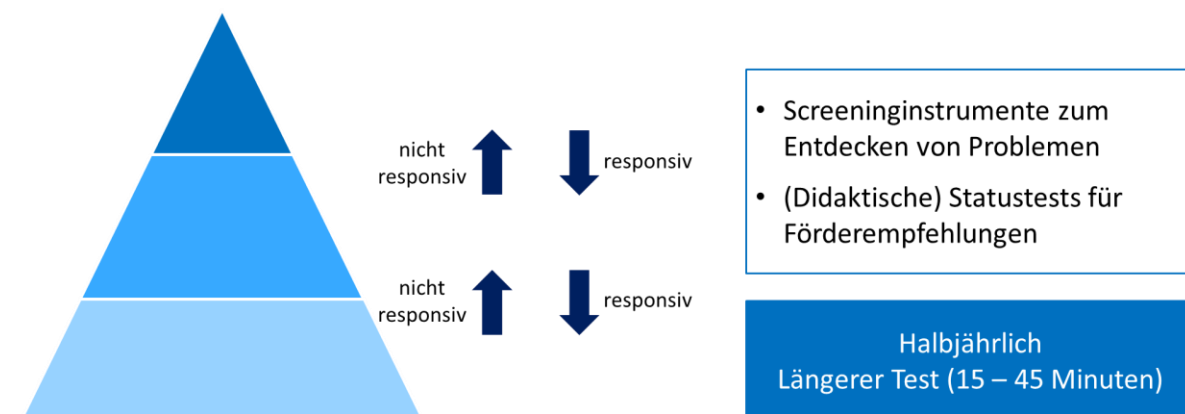 nicht
responsiv
responsiv
nicht
responsiv
responsiv
• Screeninginstrumente zum
Entdecken von Problemen
• (Didaktische) Statustests für
Förderempfehlungen
Halbjährlich
Längerer Test (15 – 45 Minuten)